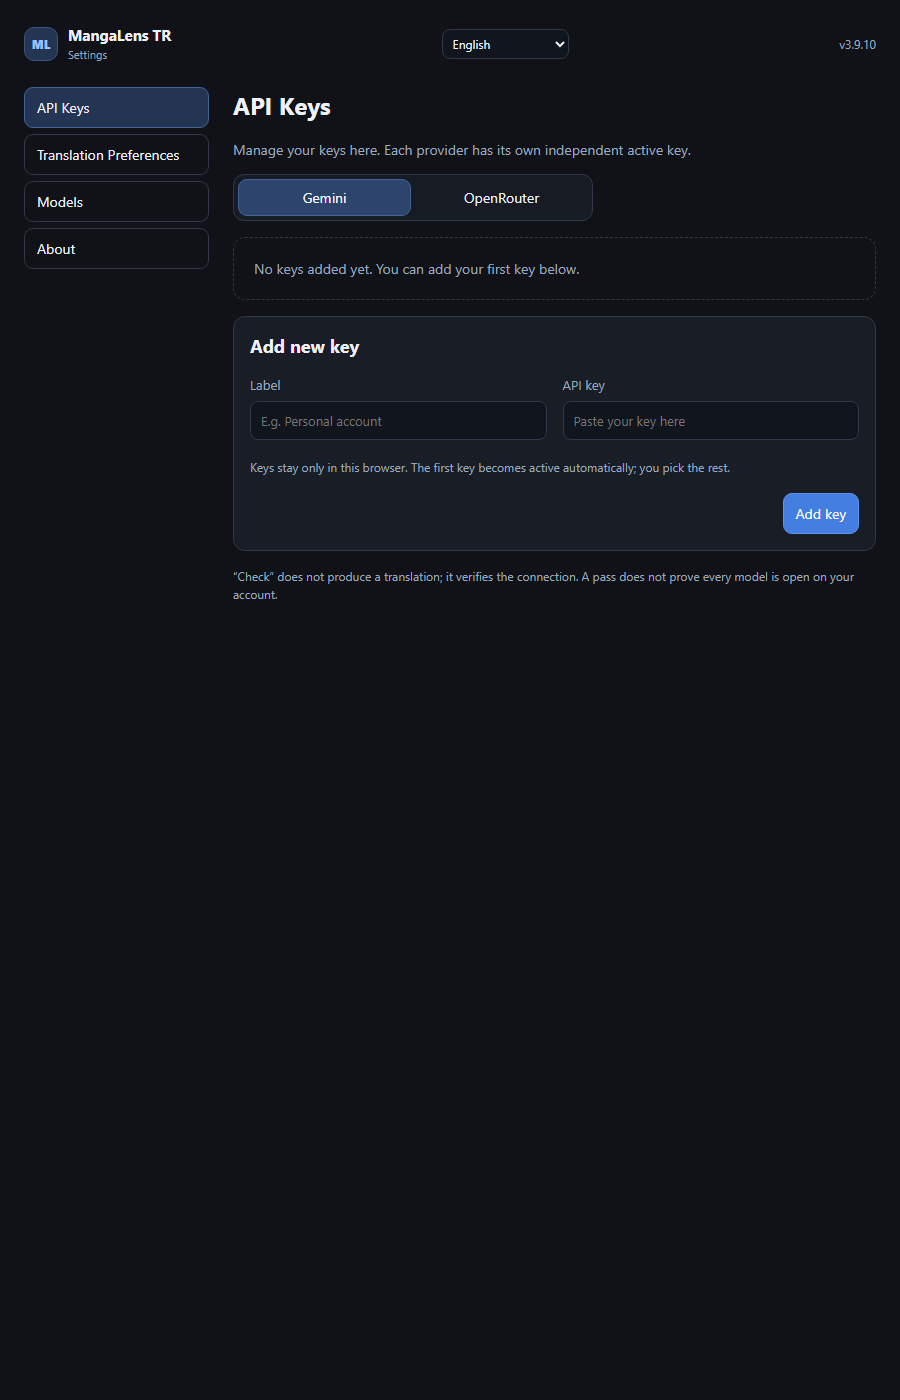 ML
MangaLens TR
Settings
English
v3.9.10
API Keys
Translation Preferences
Models
About
API Keys
Manage your keys here. Each provider has its own independent active key.
Gemini
OpenRouter
No keys added yet. You can add your first key below.
Add new key
Label
API key
E.g. Personal account
Paste your key here
Keys stay only in this browser. The first key becomes active automatically; you pick the rest.
Add key
“Check” does not produce a translation; it verifies the connection. A pass does not prove every model is open on your
account.